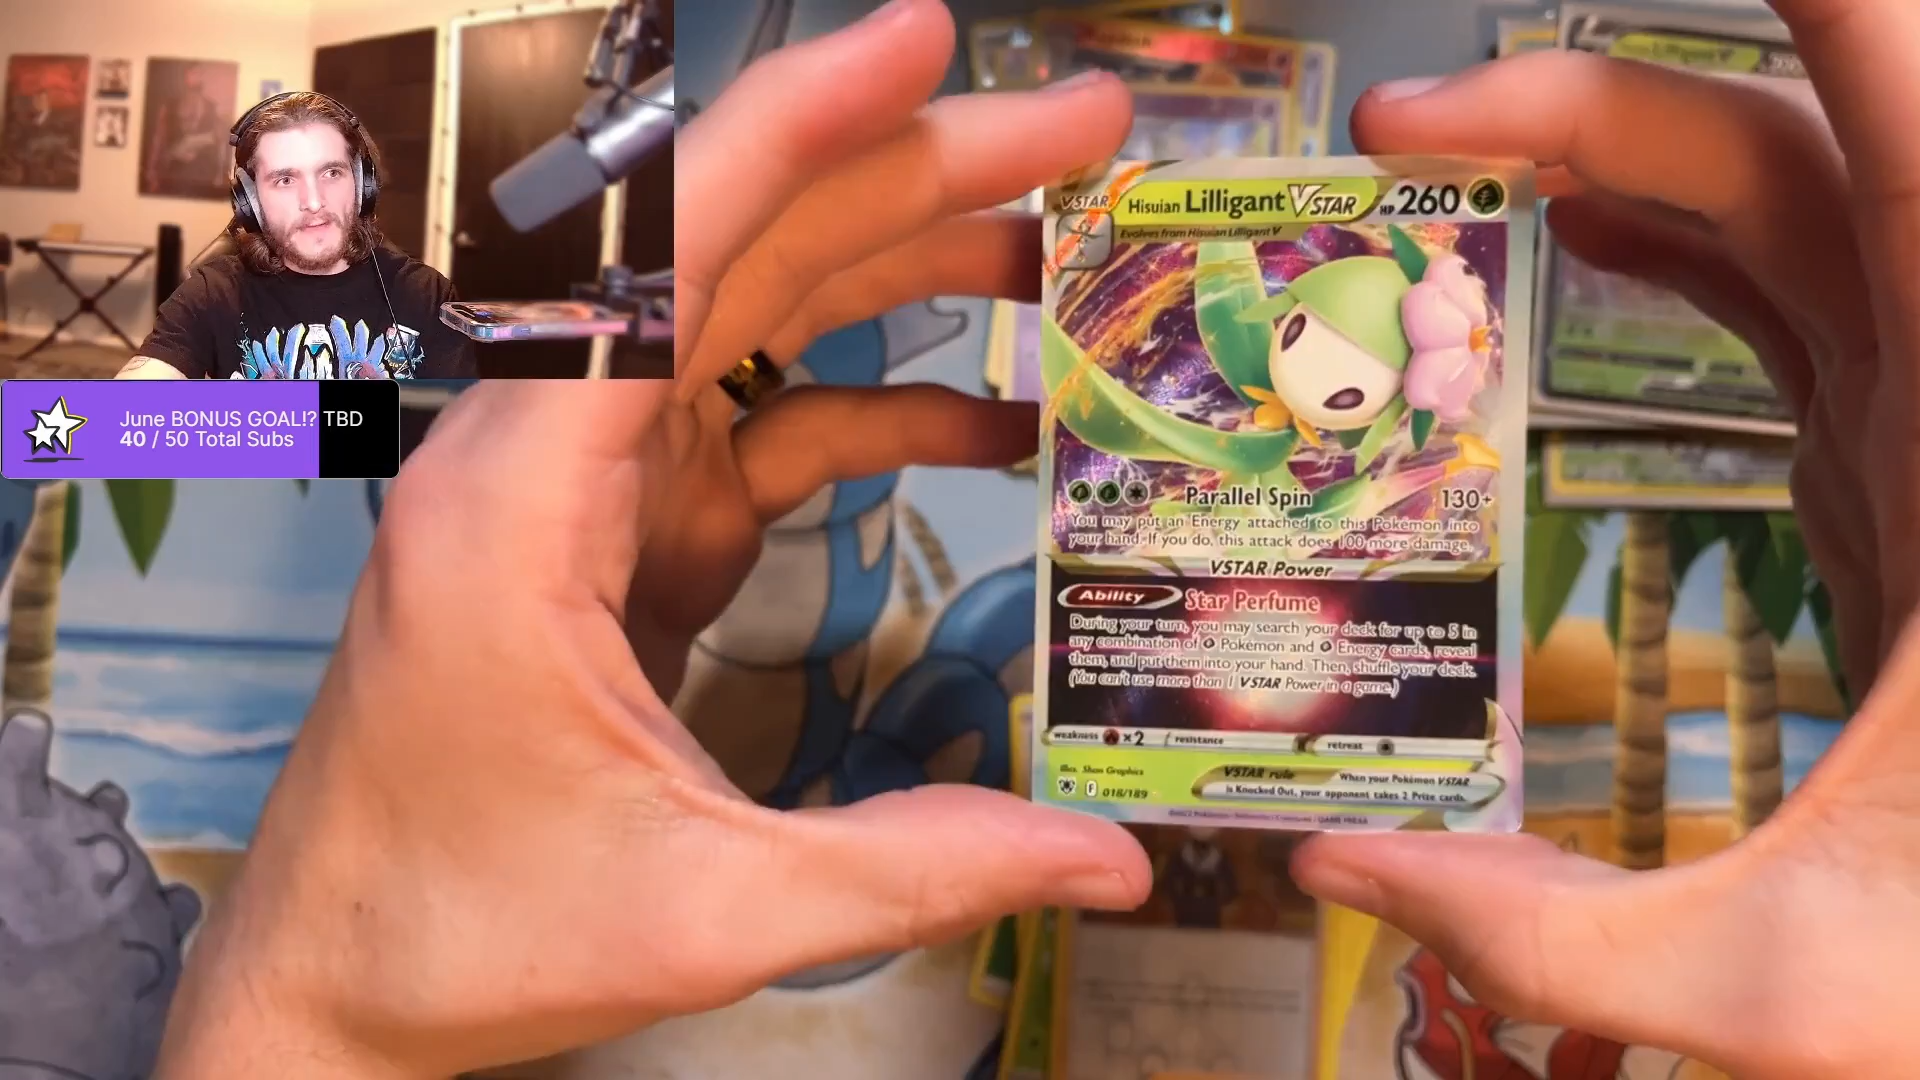 June BONUS GOAL!? TBD
40 / 50 Total Subs
Lilligant V
VSTAR
Hisuian Lilligant VSTAR HP 260
Evolves from Hisuian Lilligant V
Parallel Spin 130+
You may put an Energy attached to this Pokémon into
your hand. If you do, this attack does 100 more damage.
VSTAR Power
Ability Star Perfume
During your turn, you may search your deck for up to 5 in
any combination of Pokémon and Energy cards, reveal
them, and put them into your hand. Then, shuffle your deck.
(You can't use more than 1 VSTAR Power in a game.)
weakness x2 resistance retreat
Illus. Shon Graphics
F 018/189
VSTAR rule When your Pokémon VSTAR
is Knocked Out, your opponent takes 2 Prize cards.